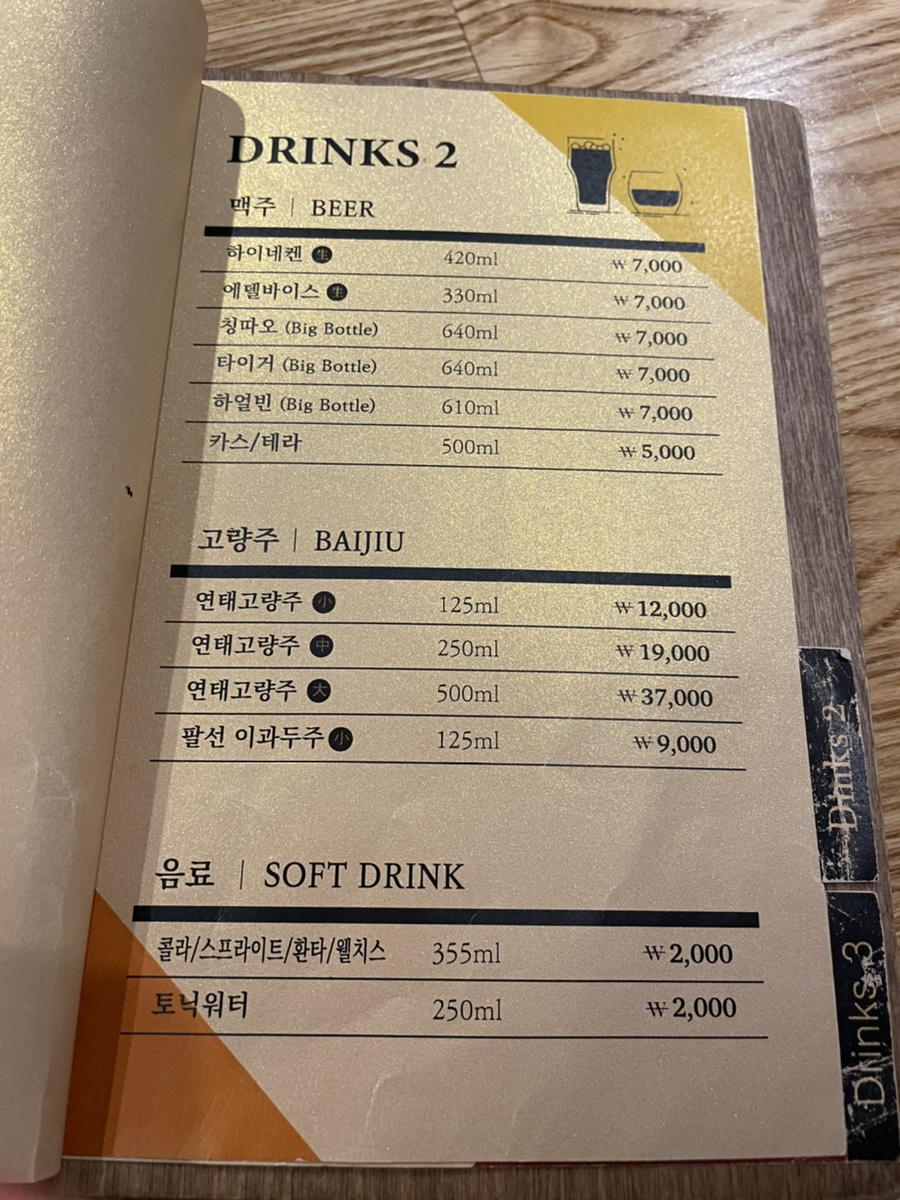 DRINKS 2
맥주 | BEER
하이네켄 生 420ml ₩ 7,000
에델바이스 生 330ml ₩ 7,000
칭따오 (Big Bottle) 640ml ₩ 7,000
타이거 (Big Bottle) 640ml ₩ 7,000
하얼빈 (Big Bottle) 610ml ₩ 7,000
카스/테라 500ml ₩ 5,000
고량주 | BAIJIU
연태고량주 小 125ml ₩ 12,000
연태고량주 中 250ml ₩ 19,000
연태고량주 大 500ml ₩ 37,000
팔선 이과두주 小 125ml ₩ 9,000
음료 | SOFT DRINK
콜라/스프라이트/환타/웰치스 355ml ₩ 2,000
토닉워터 250ml ₩ 2,000
Drinks 2
Drinks 3